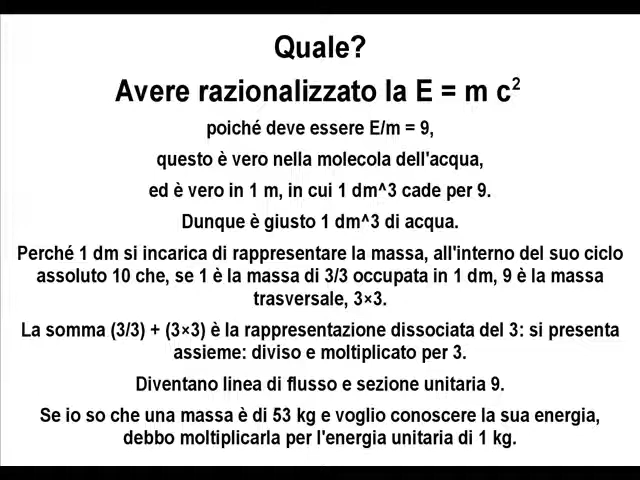 Quale?
Avere razionalizzato la E = m c²
poiché deve essere E/m = 9,
questo è vero nella molecola dell'acqua,
ed è vero in 1 m, in cui 1 dm^3 cade per 9.
Dunque è giusto 1 dm^3 di acqua.
Perché 1 dm si incarica di rappresentare la massa, all'interno del suo ciclo
assoluto 10 che, se 1 è la massa di 3/3 occupata in 1 dm, 9 è la massa
trasversale, 3×3.
La somma (3/3) + (3×3) è la rappresentazione dissociata del 3: si presenta
assieme: diviso e moltiplicato per 3.
Diventano linea di flusso e sezione unitaria 9.
Se io so che una massa è di 53 kg e voglio conoscere la sua energia,
debbo moltiplicarla per l'energia unitaria di 1 kg.